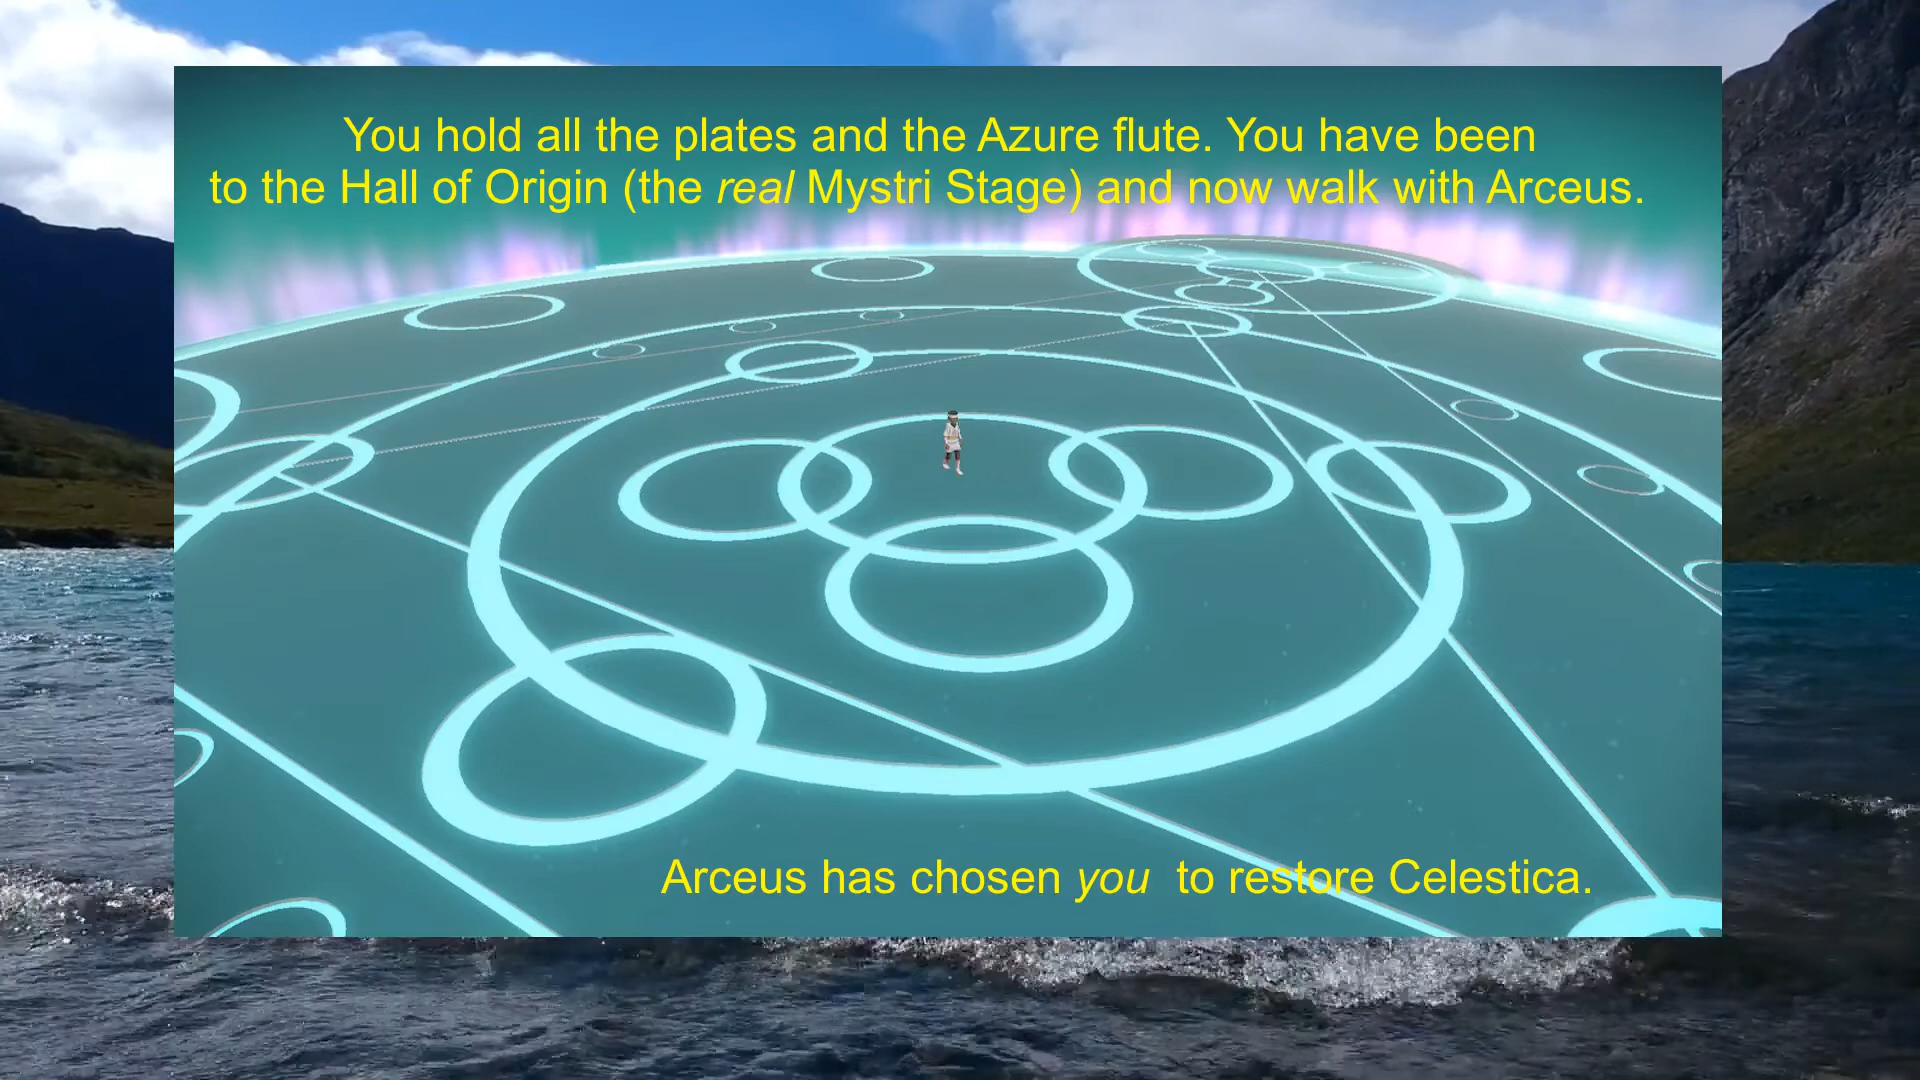 You hold all the plates and the Azure flute. You have been
to the Hall of Origin (the real Mystri Stage) and now walk with Arceus.
Arceus has chosen you to restore Celestica.